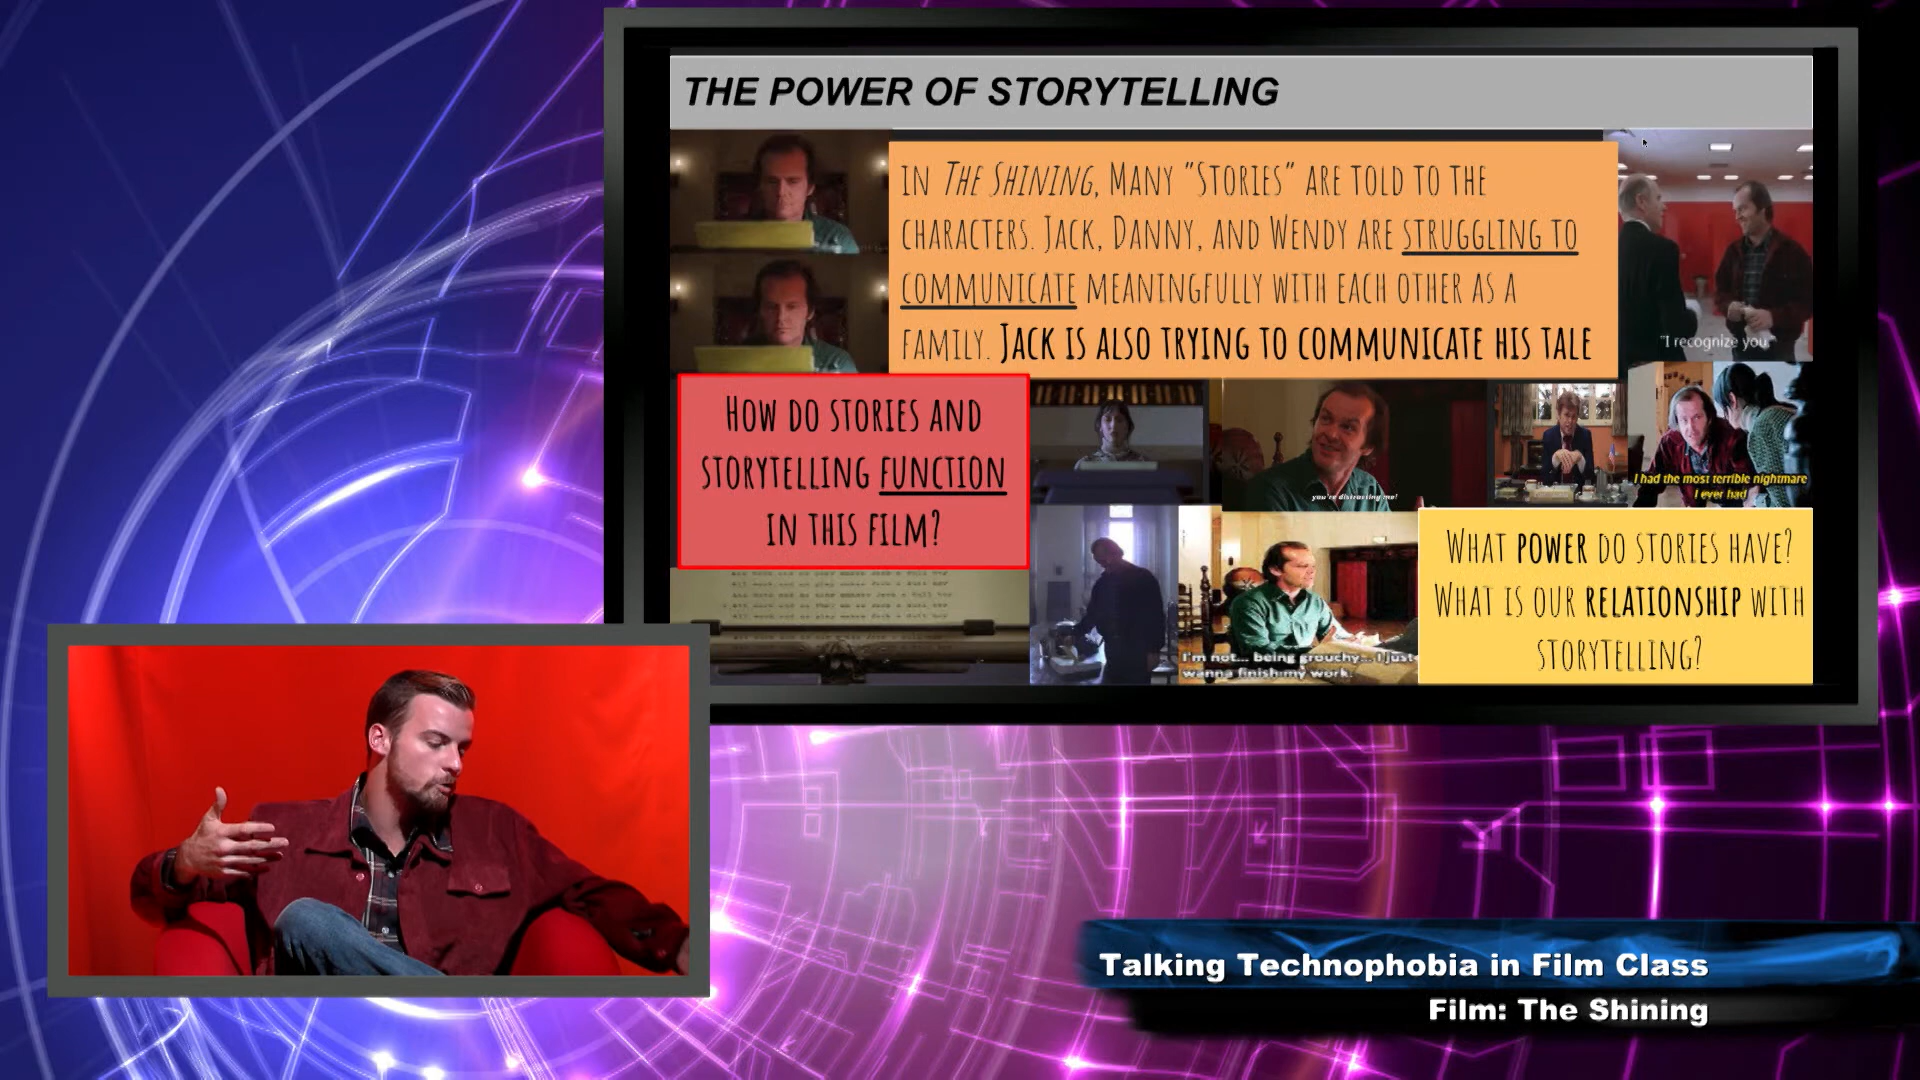 THE POWER OF STORYTELLING
IN THE SHINING, MANY "STORIES" ARE TOLD TO THE
CHARACTERS. JACK, DANNY, AND WENDY ARE STRUGGLING TO
COMMUNICATE MEANINGFULLY WITH EACH OTHER AS A
FAMILY. JACK IS ALSO TRYING TO COMMUNICATE HIS TALE
"I recognize you."
HOW DO STORIES AND
STORYTELLING FUNCTION
IN THIS FILM?
you're distracting me!
I had the most terrible nightmare
I ever had
I'm not... being grouchy... I just
wanna finish my work.
WHAT POWER DO STORIES HAVE?
WHAT IS OUR RELATIONSHIP WITH
STORYTELLING?
Talking Technophobia in Film Class
Film: The Shining